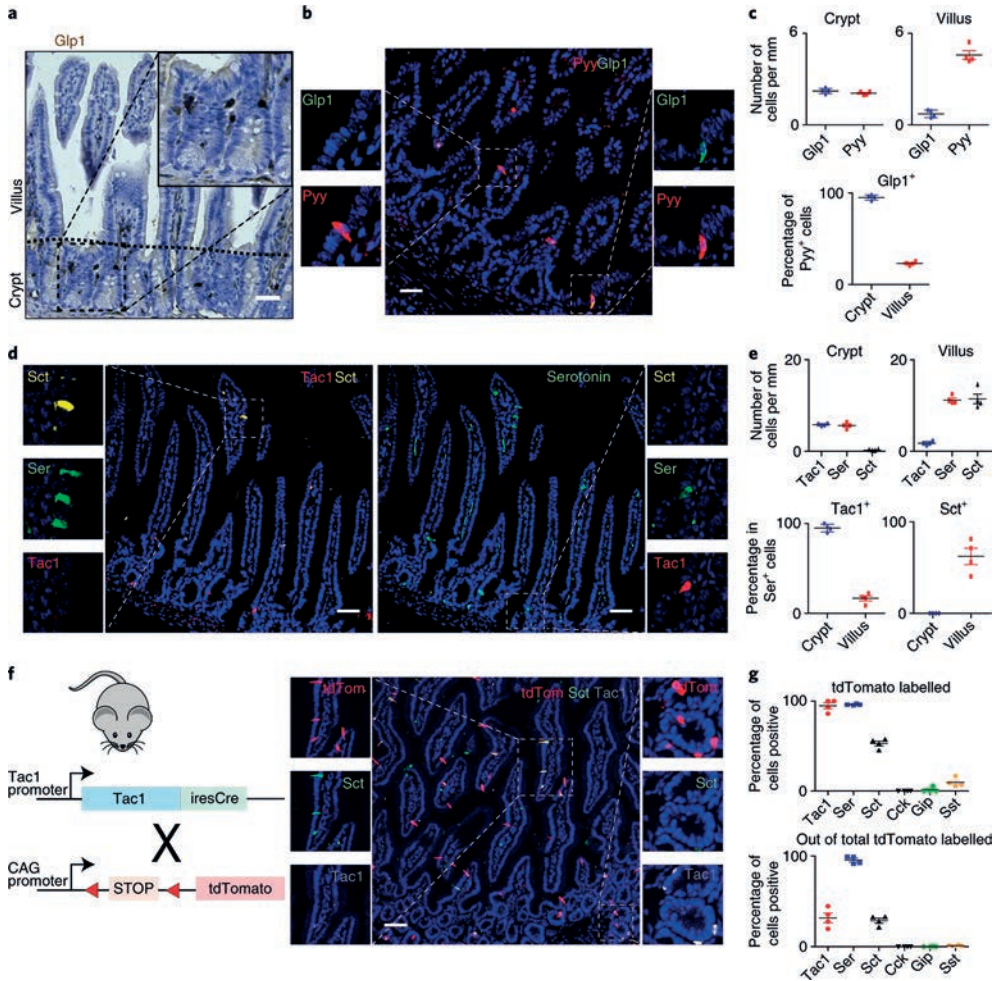 a
Glp1
Villus
Crypt
b
PyyGlp1
Glp1
Pyy
Glp1
Pyy
c
Crypt
Villus
Number of
cells per mm
6
0
6
0
Glp1
Pyy
Glp1
Pyy
Glp1+
Percentage of
Pyy+ cells
100
0
Crypt
Villus
d
Sct
Ser
Tac1
Tac1Sct
Serotonin
Sct
Ser
Tac1
e
Crypt
Villus
Number of
cells per mm
20
0
20
0
Tac1
Ser
Sct
Tac1
Ser
Sct
Tac1+
Sct+
Percentage in
Ser+ cells
100
0
100
0
Crypt
Villus
Crypt
Villus
f
Tac1
promoter
Tac1
iresCre
X
CAG
promoter
STOP
tdTomato
tdTom
Sct
Tac1
tdTom Sct Tac1
tdTom
Sct
Tac1
g
tdTomato labelled
Percentage of
cells positive
100
0
Tac1
Ser
Sct
Cck
Gip
Sst
Out of total tdTomato labelled
Percentage of
cells positive
100
0
Tac1
Ser
Sct
Cck
Gip
Sst